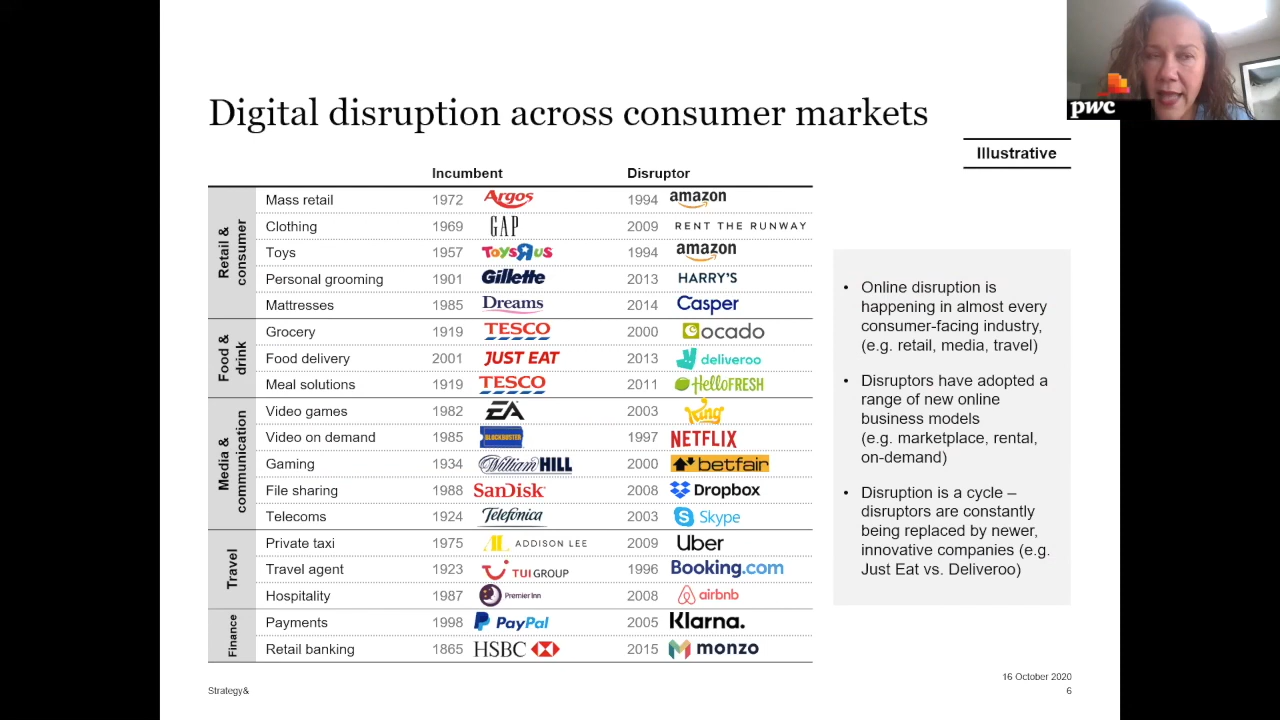 pwc
Digital disruption across consumer markets
Illustrative
Incumbent Disruptor
Retail & consumer
Mass retail 1972 Argos 1994 amazon
Clothing 1969 GAP 2009 RENT THE RUNWAY
Toys 1957 ToysRus 1994 amazon
Personal grooming 1901 Gillette 2013 HARRY'S
Mattresses 1985 Dreams 2014 Casper
Food & drink
Grocery 1919 TESCO 2000 ocado
Food delivery 2001 JUST EAT 2013 deliveroo
Meal solutions 1919 TESCO 2011 HelloFRESH
Media & communication
Video games 1982 EA 2003 King
Video on demand 1985 BLOCKBUSTER 1997 NETFLIX
Gaming 1934 William HILL 2000 betfair
File sharing 1988 SanDisk 2008 Dropbox
Telecoms 1924 Telefónica 2003 Skype
Travel
Private taxi 1975 AL ADDISON LEE 2009 Uber
Travel agent 1923 TUI GROUP 1996 Booking.com
Hospitality 1987 Premier Inn 2008 airbnb
Finance
Payments 1998 PayPal 2005 Klarna.
Retail banking 1865 HSBC 2015 monzo
• Online disruption is
happening in almost every
consumer-facing industry,
(e.g. retail, media, travel)
• Disruptors have adopted a
range of new online
business models
(e.g. marketplace, rental,
on-demand)
• Disruption is a cycle –
disruptors are constantly
being replaced by newer,
innovative companies (e.g.
Just Eat vs. Deliveroo)
16 October 2020
Strategy& 6